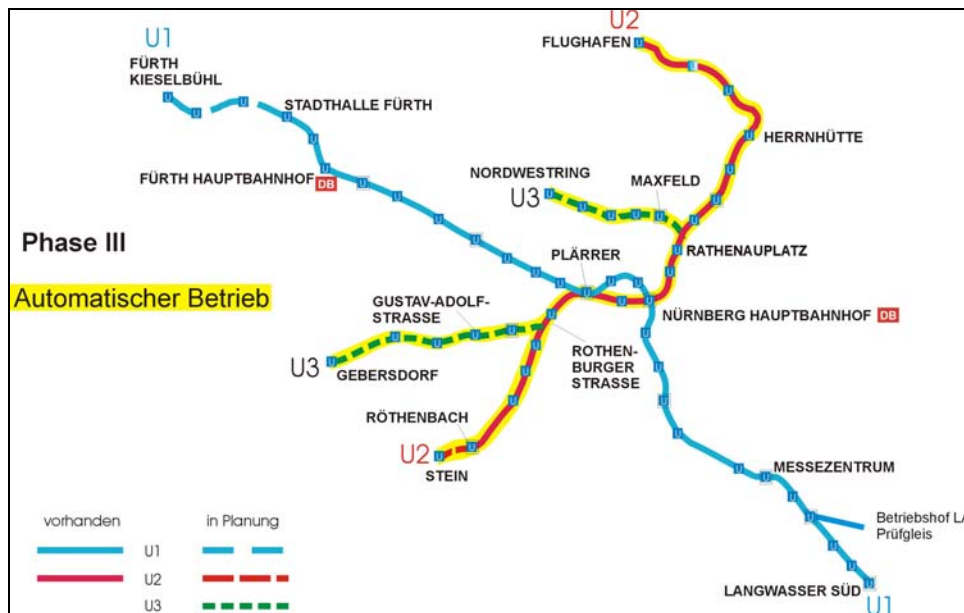 U1
FÜRTH
KIESELBÜHL
STADTHALLE FÜRTH
FÜRTH HAUPTBAHNHOF DB
U2
FLUGHAFEN
HERRNHÜTTE
NORDWESTRING
U3
MAXFELD
RATHENAUPLATZ
PLÄRRER
Phase III
Automatischer Betrieb
GUSTAV-ADOLF-
STRASSE
NÜRNBERG HAUPTBAHNHOF DB
U3
GEBERSDORF
ROTHEN-
BURGER
STRASSE
RÖTHENBACH
U2
STEIN
MESSEZENTRUM
Betriebshof LA
Prüfgleis
LANGWASSER SÜD
U1
vorhanden in Planung
U1
U2
U3